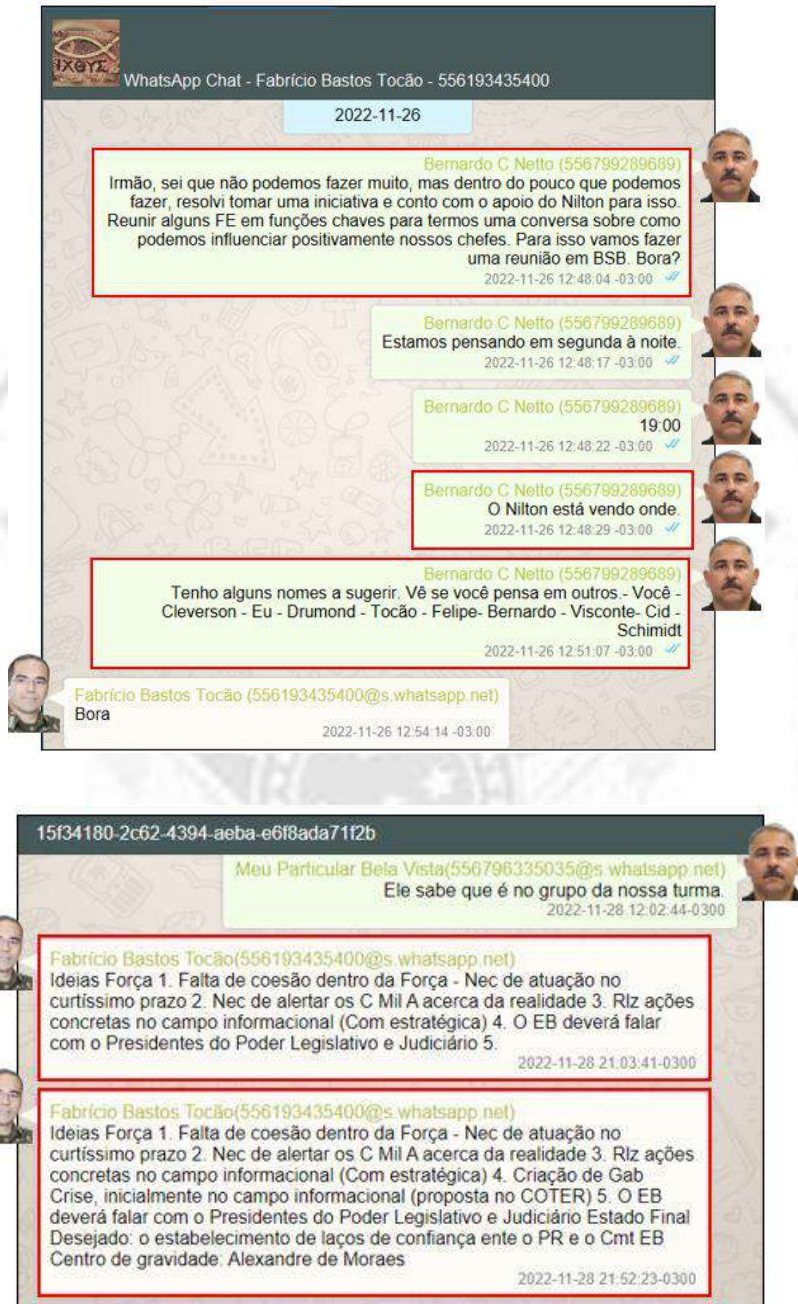 ΙΧΘΥΣ
WhatsApp Chat - Fabrício Bastos Tocão - 556193435400
2022-11-26
Bernardo C Netto (556799289689)
Irmão, sei que não podemos fazer muito, mas dentro do pouco que podemos
fazer, resolvi tomar uma iniciativa e conto com o apoio do Nilton para isso.
Reunir alguns FE em funções chaves para termos uma conversa sobre como
podemos influenciar positivamente nossos chefes. Para isso vamos fazer
uma reunião em BSB. Bora?
2022-11-26 12:48:04 -03:00
Bernardo C Netto (556799289689)
Estamos pensando em segunda à noite.
2022-11-26 12:48:17 -03:00
Bernardo C Netto (556799289689)
19:00
2022-11-26 12:48:22 -03:00
Bernardo C Netto (556799289689)
O Nilton está vendo onde.
2022-11-26 12:48:29 -03:00
Bernardo C Netto (556799289689)
Tenho alguns nomes a sugerir. Vê se você pensa em outros.- Você -
Cleverson - Eu - Drumond - Tocão - Felipe- Bernardo - Visconte- Cid -
Schimidt
2022-11-26 12:51:07 -03:00
Fabrício Bastos Tocão (556193435400@s.whatsapp.net)
Bora
2022-11-26 12:54:14 -03:00
15f34180-2c62-4394-aeba-e6f8ada71f2b
Meu Particular Bela Vista(556796335035@s.whatsapp.net)
Ele sabe que é no grupo da nossa turma.
2022-11-28 12:02:44-0300
Fabrício Bastos Tocão(556193435400@s.whatsapp.net)
Ideias Força 1. Falta de coesão dentro da Força - Nec de atuação no
curtíssimo prazo 2. Nec de alertar os C Mil A acerca da realidade 3. Rlz ações
concretas no campo informacional (Com estratégica) 4. O EB deverá falar
com o Presidentes do Poder Legislativo e Judiciário 5.
2022-11-28 21:03:41-0300
Fabrício Bastos Tocão(556193435400@s.whatsapp.net)
Ideias Força 1. Falta de coesão dentro da Força - Nec de atuação no
curtíssimo prazo 2. Nec de alertar os C Mil A acerca da realidade 3. Rlz ações
concretas no campo informacional (Com estratégica) 4. Criação de Gab
Crise, inicialmente no campo informacional (proposta no COTER) 5. O EB
deverá falar com o Presidentes do Poder Legislativo e Judiciário Estado Final
Desejado: o estabelecimento de laços de confiança ente o PR e o Cmt EB
Centro de gravidade: Alexandre de Moraes
2022-11-28 21:52:23-0300